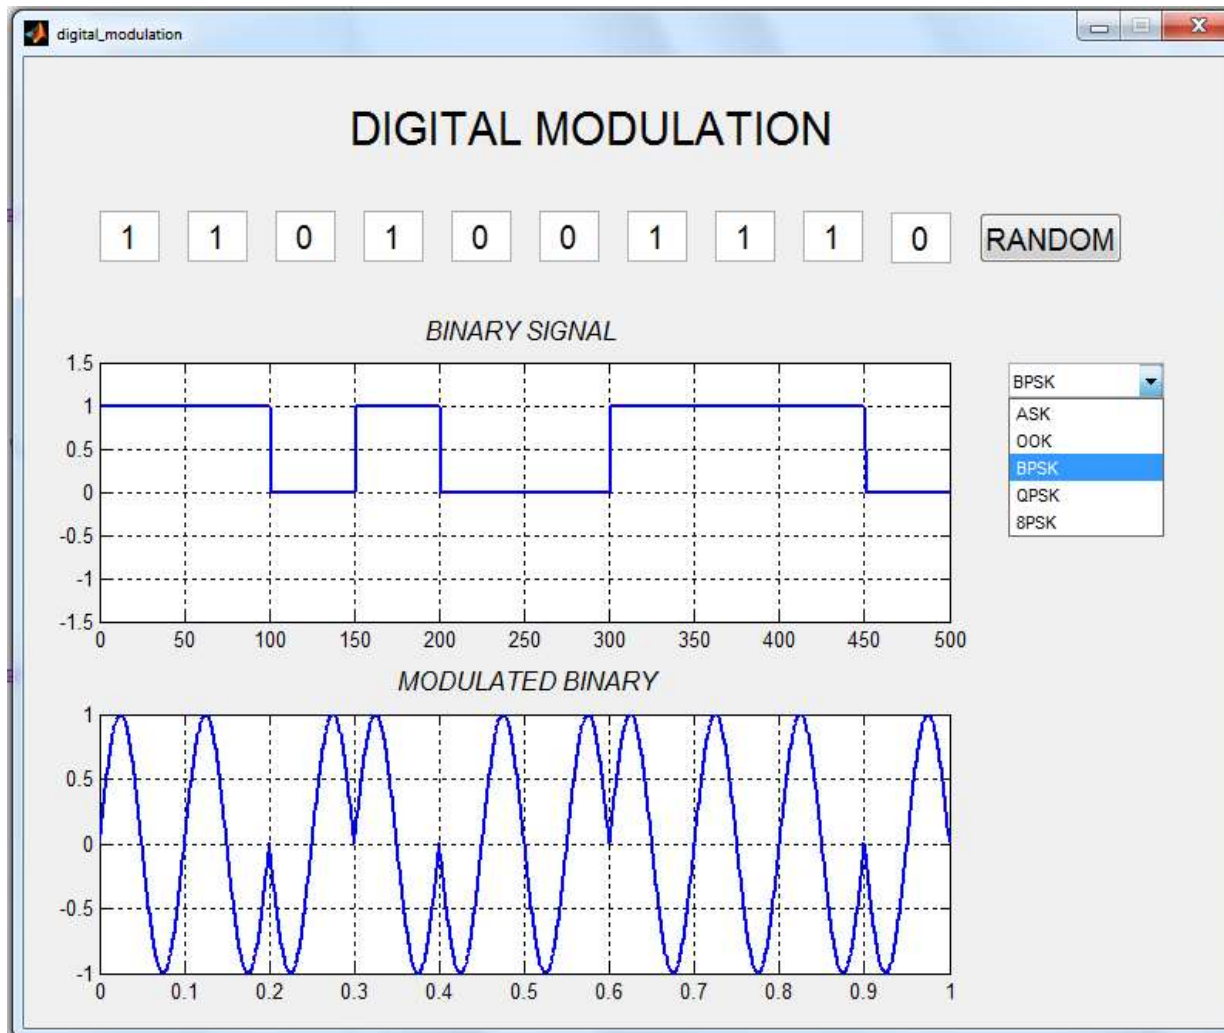 digital_modulation
DIGITAL MODULATION
1 1 0 1 0 0 1 1 1 0 RANDOM
BINARY SIGNAL
1.5
1
0.5
0
-0.5
-1
-1.5
0 50 100 150 200 250 300 350 400 450 500
BPSK
ASK
OOK
BPSK
QPSK
8PSK
MODULATED BINARY
1
0.5
0
-0.5
-1
0 0.1 0.2 0.3 0.4 0.5 0.6 0.7 0.8 0.9 1